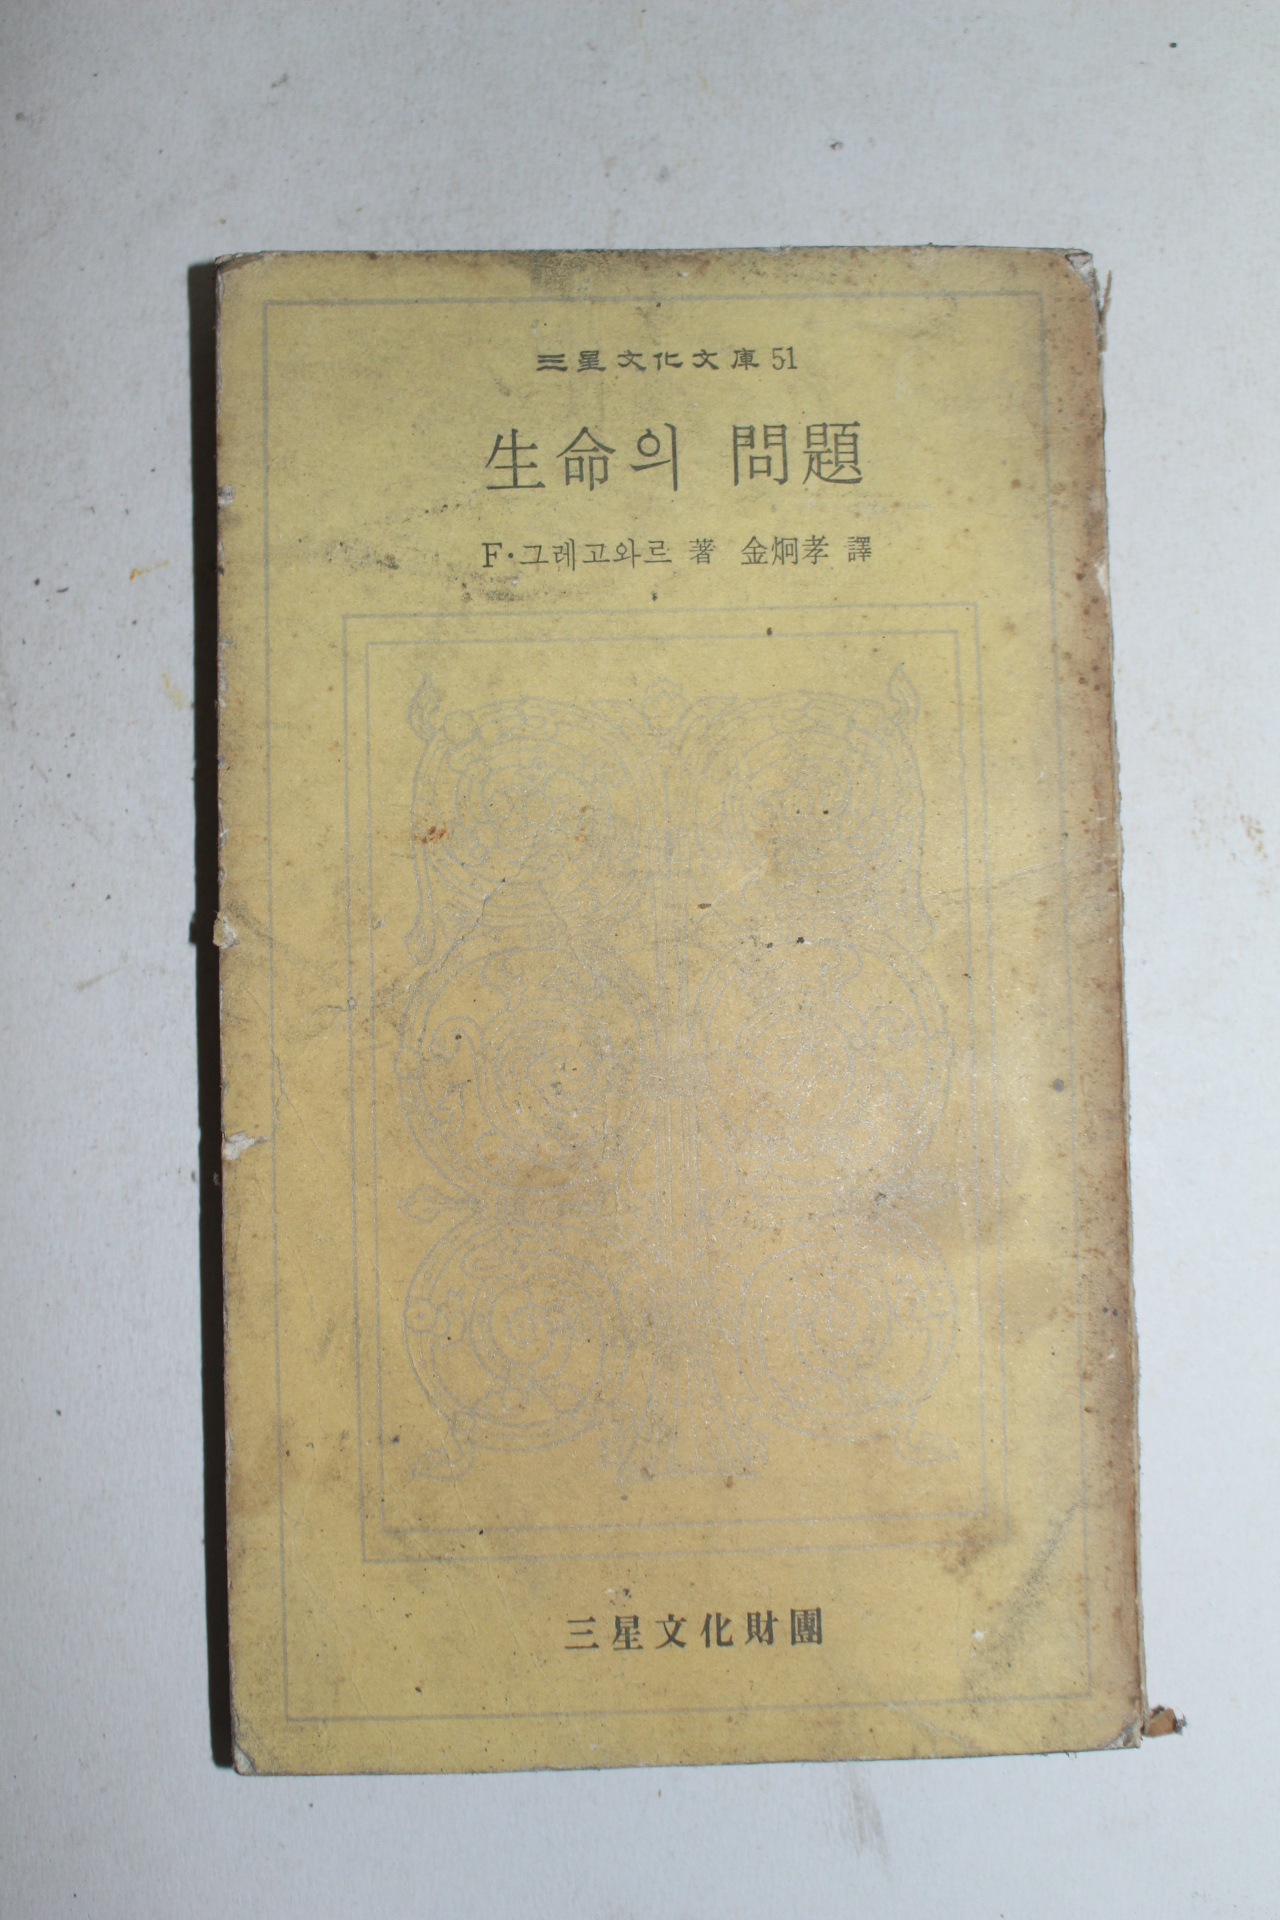 三星文化文庫 51
生命의 問題
F·그레고와르 著 金炯孝 譯
三星文化財團